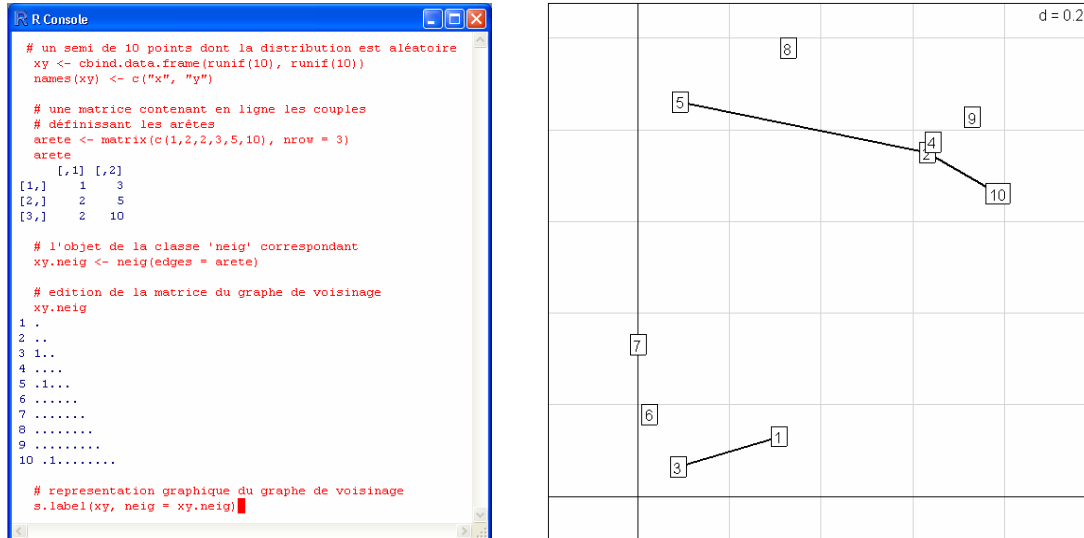 R Console
# un semi de 10 points dont la distribution est aléatoire
xy <- cbind.data.frame(runif(10), runif(10))
names(xy) <- c("x", "y")
# une matrice contenant en ligne les couples
# définissant les arêtes
arete <- matrix(c(1,2,2,3,5,10), nrow = 3)
arete
[,1] [,2]
[1,] 1 3
[2,] 2 5
[3,] 2 10
# l'objet de la classe 'neig' correspondant
xy.neig <- neig(edges = arete)
# edition de la matrice du graphe de voisinage
xy.neig
1 .
2 ..
3 1..
4 ....
5 .1...
6 ......
7 .......
8 ........
9 .........
10 .1........
# representation graphique du graphe de voisinage
s.label(xy, neig = xy.neig)
d = 0.2
8
5
9
4
2
10
7
6
1
3